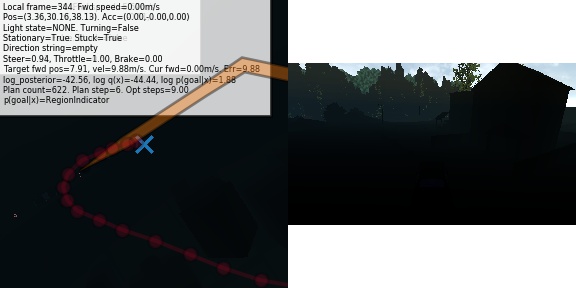 Local frame=344. Fwd speed=0.00m/s
Pos=(3.36,30.16,38.13). Acc=(0.00,-0.00,0.00)
Light state=NONE. Turning=False
Stationary=True. Stuck=True
Direction string=empty
Steer=0.94, Throttle=1.00, Brake=0.00
Target fwd pos=7.91, vel=9.88m/s. Cur fwd=0.00m/s, Err=9.88
log_posterior=-42.56, log q(x)=-44.44, log p(goal|x)=1.88
Plan count=622. Plan step=6. Opt steps=9.00
p(goal|x)=RegionIndicator